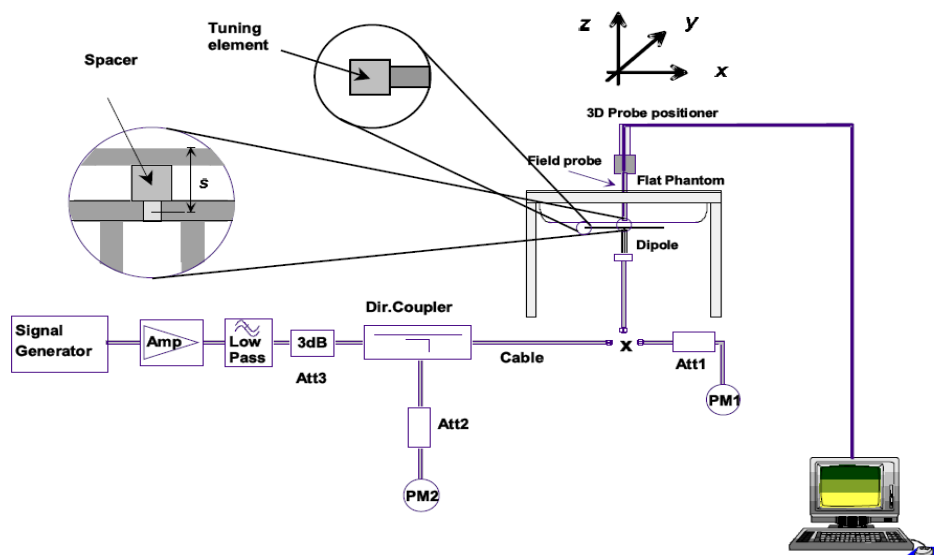 Tuning
element
z
y
x
Spacer
3D Probe positioner
Field probe
Flat Phantom
s
Dipole
Dir.Coupler
Signal
Generator
Amp
Low
Pass
3dB
Att3
Cable
x
Att1
PM1
Att2
PM2